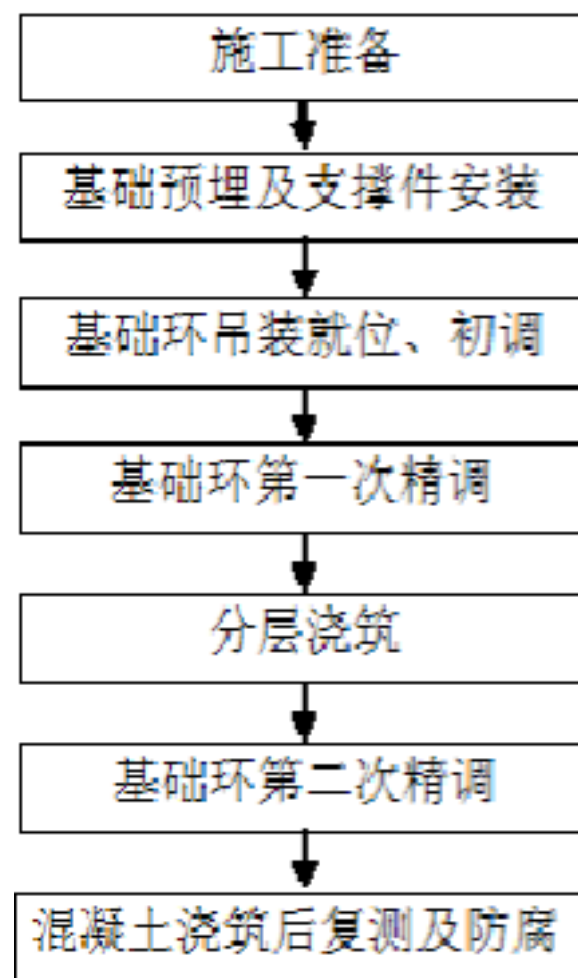 施工准备
基础预埋及支撑件安装
基础环吊装就位、初调
基础环第一次精调
分层浇筑
基础环第二次精调
混凝土浇筑后复测及防腐